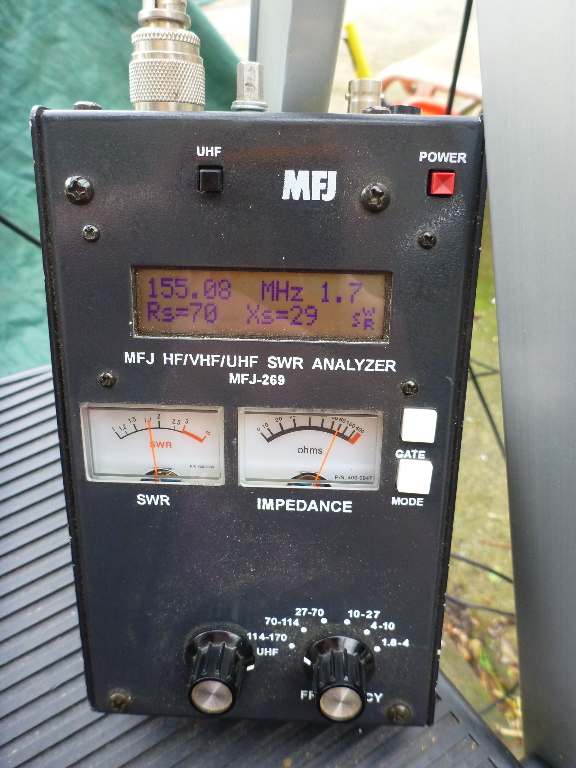 UHF
POWER
MFJ
155.08 MHz 1.7
Rs=70 Xs=29 SWR
MFJ HF/VHF/UHF SWR ANALYZER
MFJ-269
SWR
ohms
GATE
SWR
IMPEDANCE
MODE
27-70
10-27
70-114
4-10
114-170
1.8-4
UHF